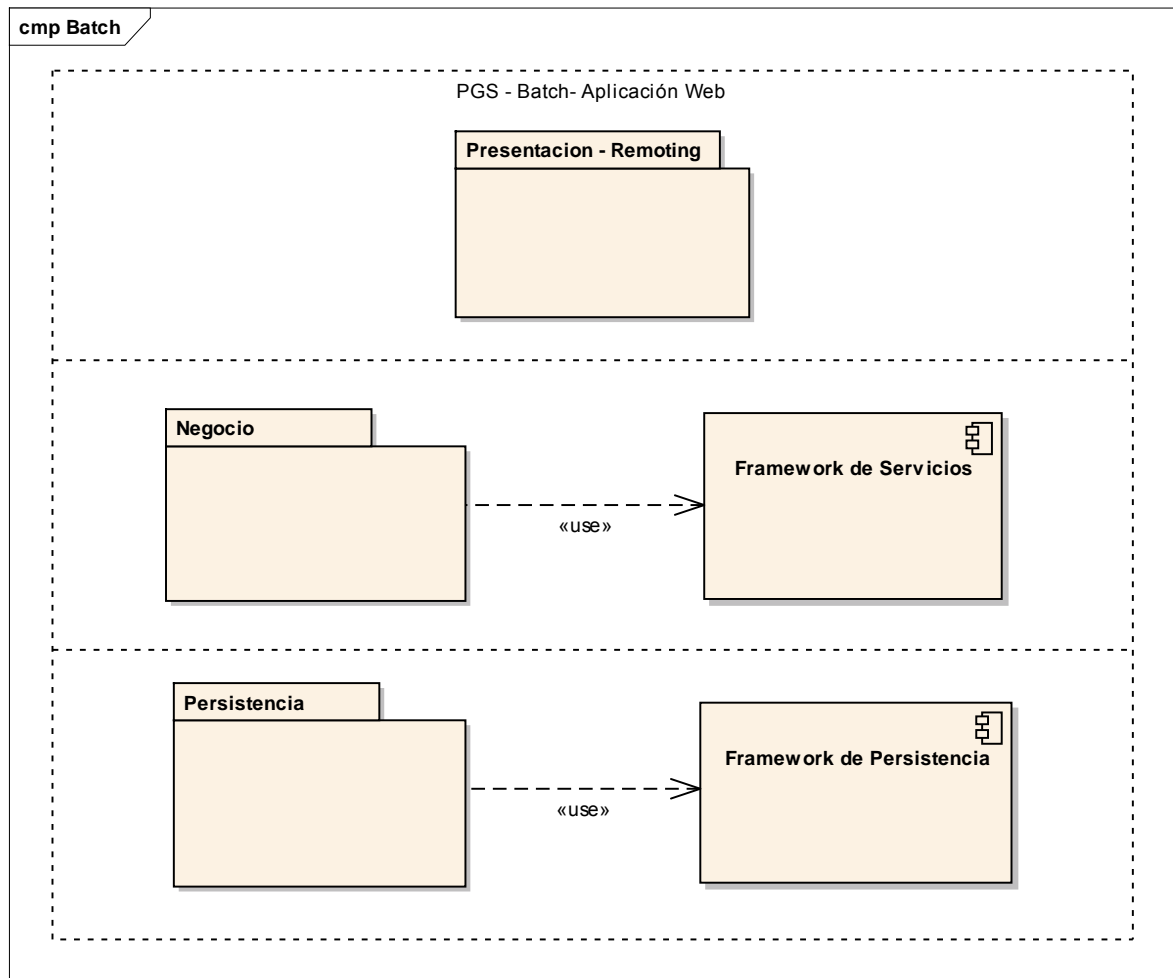 cmp Batch
PGS - Batch- Aplicación Web
Presentacion - Remoting
Negocio
Framework de Servicios
«use»
Persistencia
Framework de Persistencia
«use»